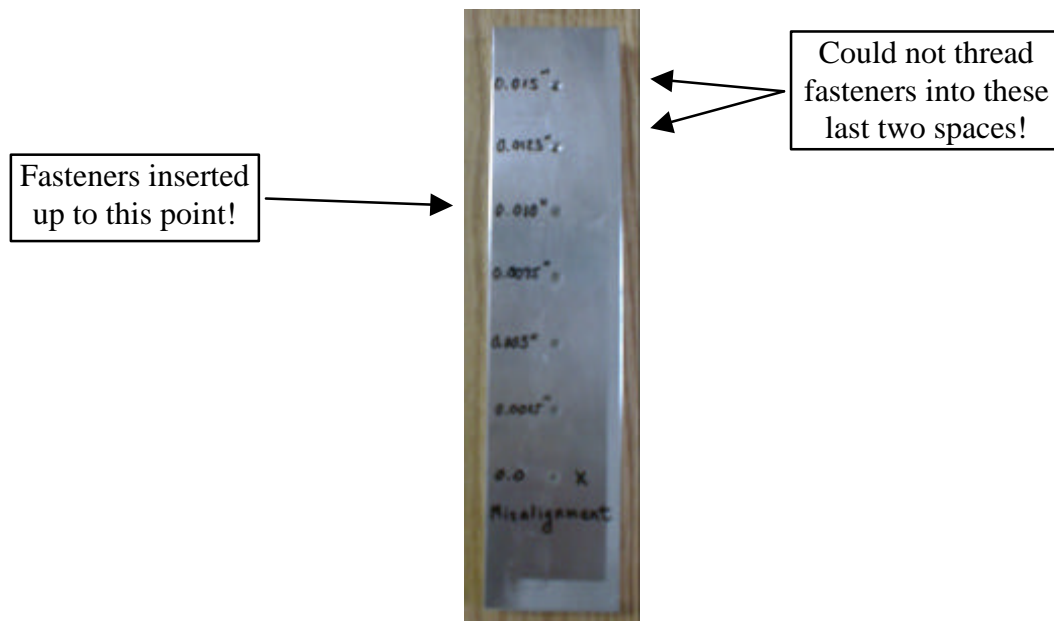 Could not thread
fasteners into these
last two spaces!
Fasteners inserted
up to this point!
0.015"
0.0125"
0.010"
0.0075"
0.005"
0.0025"
0.0 X
Misalignment